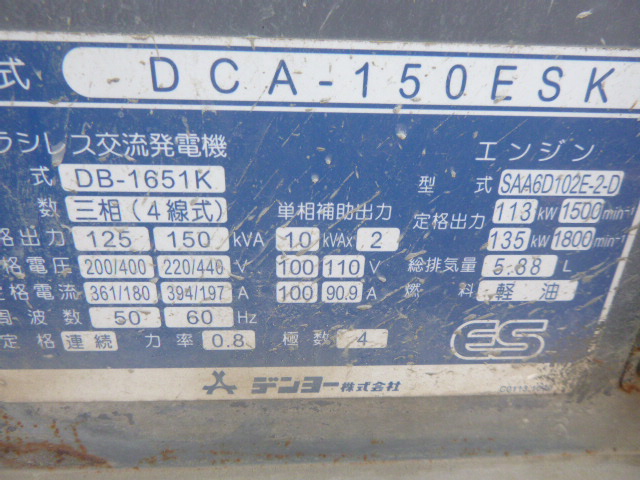 式 DCA-150ESK
ラシレス交流発電機
式 DB-1651K
数 三相(4線式)
格出力 125 150 kVA
格電圧 200/400 220/440 V
格電流 361/180 394/197 A
周波数 50 60 Hz
定格 連続 力率 0.8 極数 4
単相補助出力
10 kVAx 2
100 110 V
100 90.9 A
エンジン
型式 SAA6D102E-2-D
定格出力 113 kW 1500 min⁻¹
135 kW 1800 min⁻¹
総排気量 5.88 L
燃料 軽油
ES
デンヨー株式会社